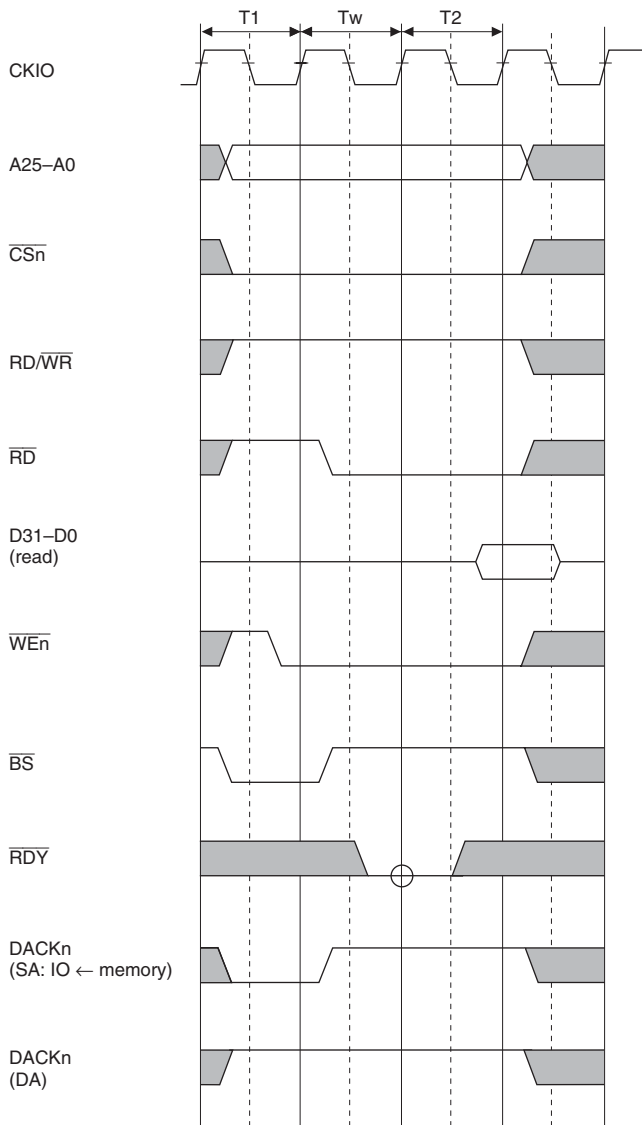 T1 Tw T2
CKIO
A25–A0
CSn
RD/WR
RD
D31–D0
(read)
WEn
BS
RDY
DACKn
(SA: IO ← memory)
DACKn
(DA)